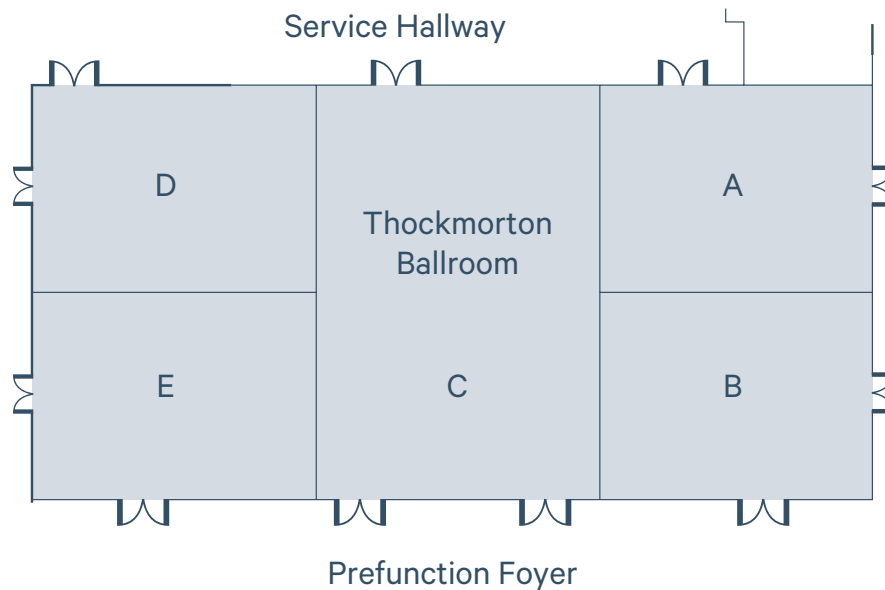 Service Hallway
D
A
Thockmorton
Ballroom
E
C
B
Prefunction Foyer